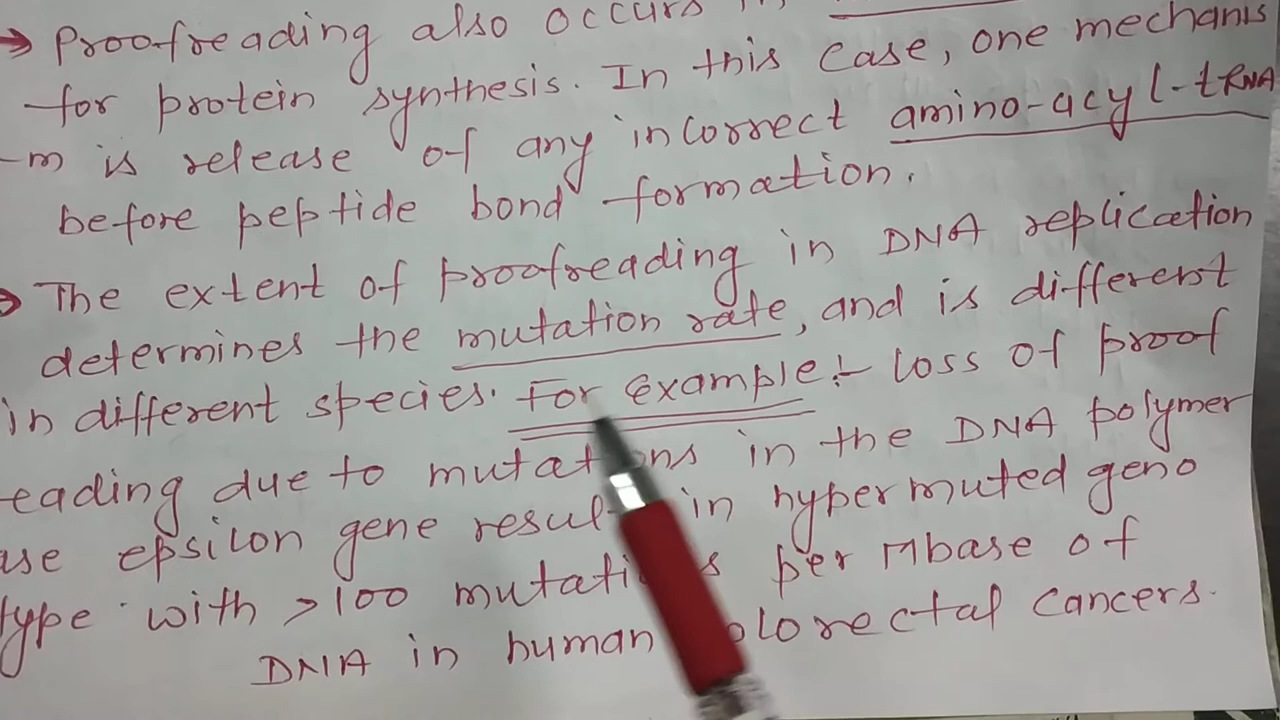 → Proofreading also occurs in
for protein synthesis. In this case, one mechanis
-m is release of any incorrect amino-acyl-tRNA
before peptide bond formation.
The extent of proofreading in DNA replication
determines the mutation rate, and is different
in different species. For example:- loss of proof
reading due to mutations in the DNA polymer
ase epsilon gene result in hypermuted geno
type with >100 mutations per Mbase of
DNA in human colorectal cancers.